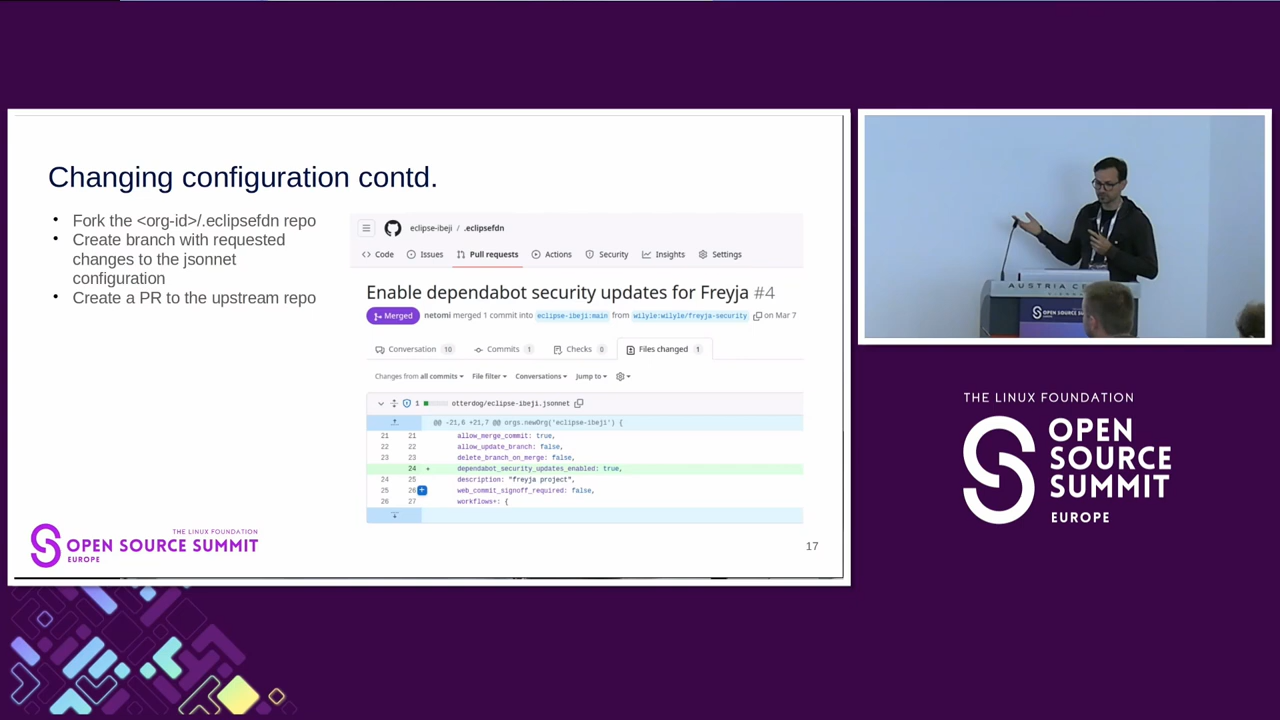 Changing configuration contd.
• Fork the <org-id>/.eclipsefdn repo
• Create branch with requested
changes to the jsonnet
configuration
• Create a PR to the upstream repo
eclipse-ibeji / .eclipsefdn
Code Issues Pull requests Actions Security Insights Settings
Enable dependabot security updates for Freyja #4
Merged netomi merged 1 commit into eclipse-ibeji:main from wilyle:wilyle/freyja-security on Mar 7
Conversation 10 Commits 1 Checks 0 Files changed 1
Changes from all commits File filter Conversations Jump to
1 otterdog/eclipse-ibeji.jsonnet
@@ -21,6 +21,7 @@ orgs.newOrg('eclipse-ibeji') {
21 21 allow_merge_commit: true,
22 22 allow_update_branch: false,
23 23 delete_branch_on_merge: false,
24 + dependabot_security_updates_enabled: true,
24 25 description: "freyja project",
25 26 web_commit_signoff_required: false,
26 27 workflows+: {
THE LINUX FOUNDATION
OPEN SOURCE SUMMIT
EUROPE
17
AUSTRIA CE
OPEN SOURCE SUM
THE LINUX FOUNDATION
OPEN
SOURCE
SUMMIT
EUROPE